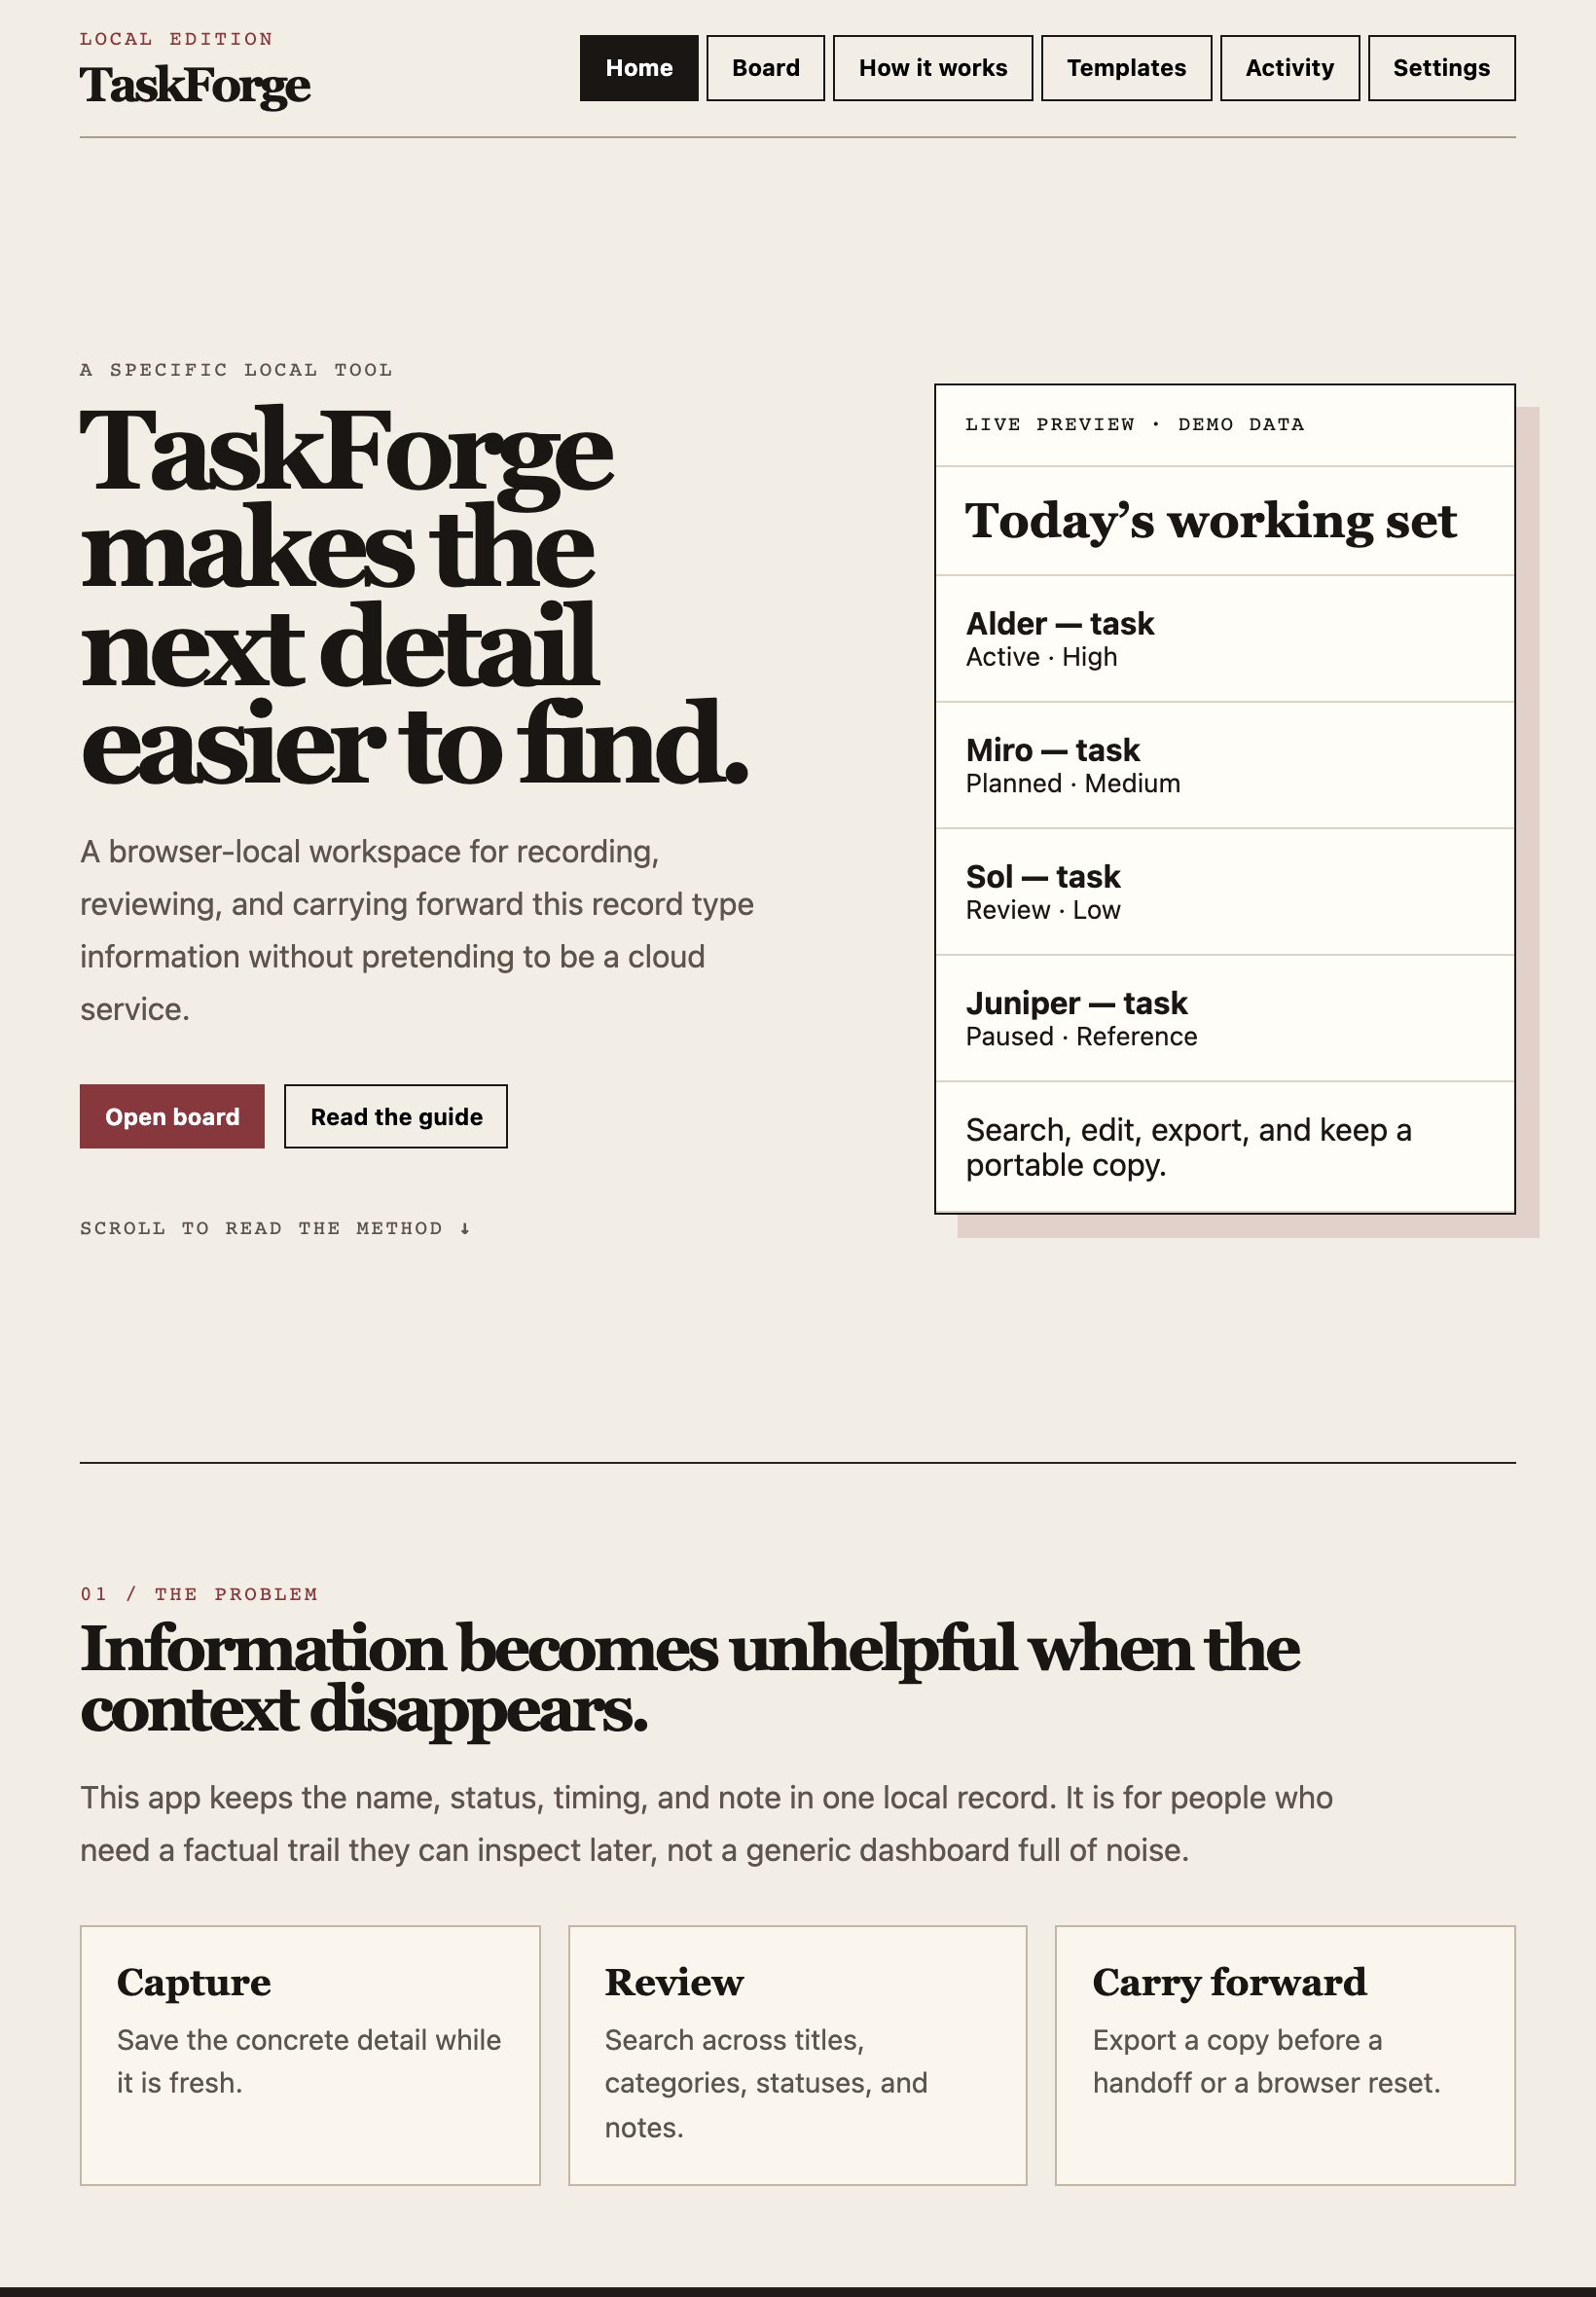 LOCAL EDITION
TaskForge
Home
Board
How it works
Templates
Activity
Settings
A SPECIFIC LOCAL TOOL
TaskForge
makes the
next detail
easier to find.
A browser-local workspace for recording,
reviewing, and carrying forward this record type
information without pretending to be a cloud
service.
Open board
Read the guide
SCROLL TO READ THE METHOD ↓
LIVE PREVIEW · DEMO DATA
Today’s working set
Alder — task
Active · High
Miro — task
Planned · Medium
Sol — task
Review · Low
Juniper — task
Paused · Reference
Search, edit, export, and keep a
portable copy.
01 / THE PROBLEM
Information becomes unhelpful when the
context disappears.
This app keeps the name, status, timing, and note in one local record. It is for people who
need a factual trail they can inspect later, not a generic dashboard full of noise.
Capture
Save the concrete detail while
it is fresh.
Review
Search across titles,
categories, statuses, and
notes.
Carry forward
Export a copy before a
handoff or a browser reset.